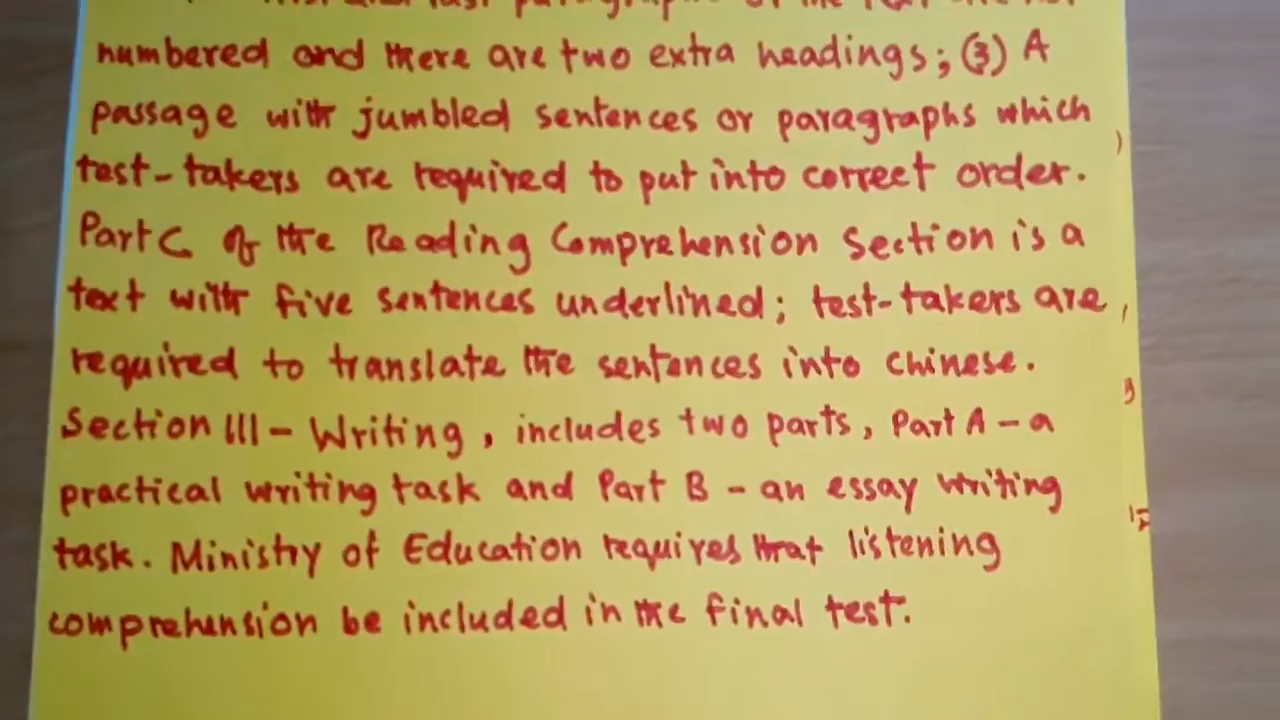 numbered and there are two extra headings; (3) A
passage with jumbled sentences or paragraphs which
test-takers are required to put into correct order.
Part C of the Reading Comprehension Section is a
text with five sentences underlined; test-takers are
required to translate the sentences into Chinese.
Section III - Writing, includes two parts, Part A - a
practical writing task and Part B - an essay writing
task. Ministry of Education requires that listening
comprehension be included in the final test.